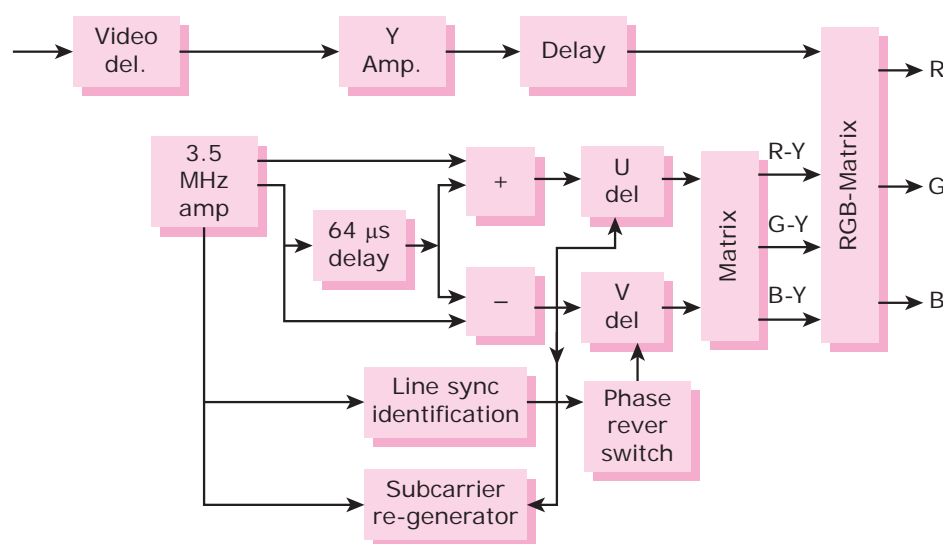 Video
del.
Y
Amp.
Delay
R
3.5
MHz
amp
+
U
del
R-Y
G
64 μs
delay
G-Y
Matrix
RGB-Matrix
−
V
del
B-Y
B
Line sync
identification
Phase
rever
switch
Subcarrier
re-generator